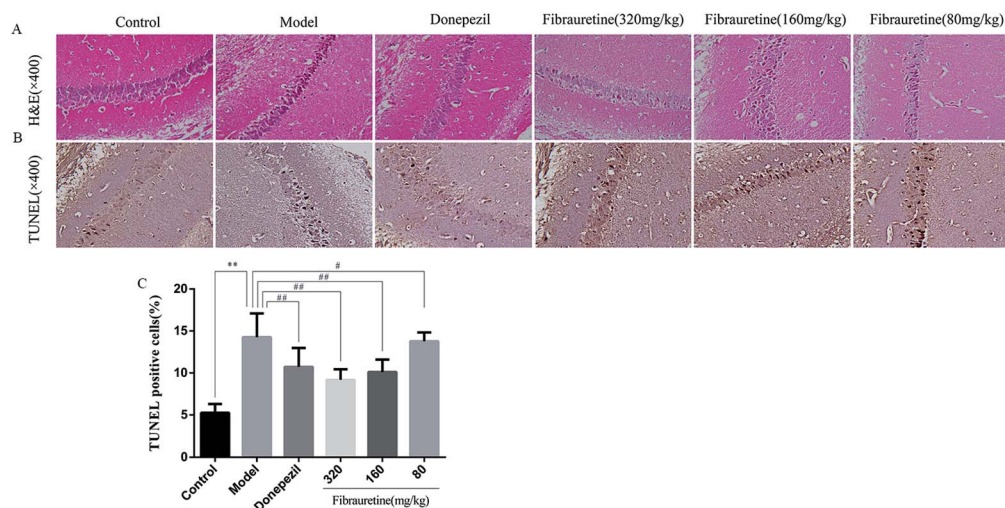 A
Control
Model
Donepezil
Fibrauretine(320mg/kg)
Fibrauretine(160mg/kg)
Fibrauretine(80mg/kg)
H&E(×400)
B
TUNEL(×400)
C
**
#
##
##
##
TUNEL positive cells(%)
20
15
10
5
0
Control
Model
Donepezil
320
160
80
Fibrauretine(mg/kg)